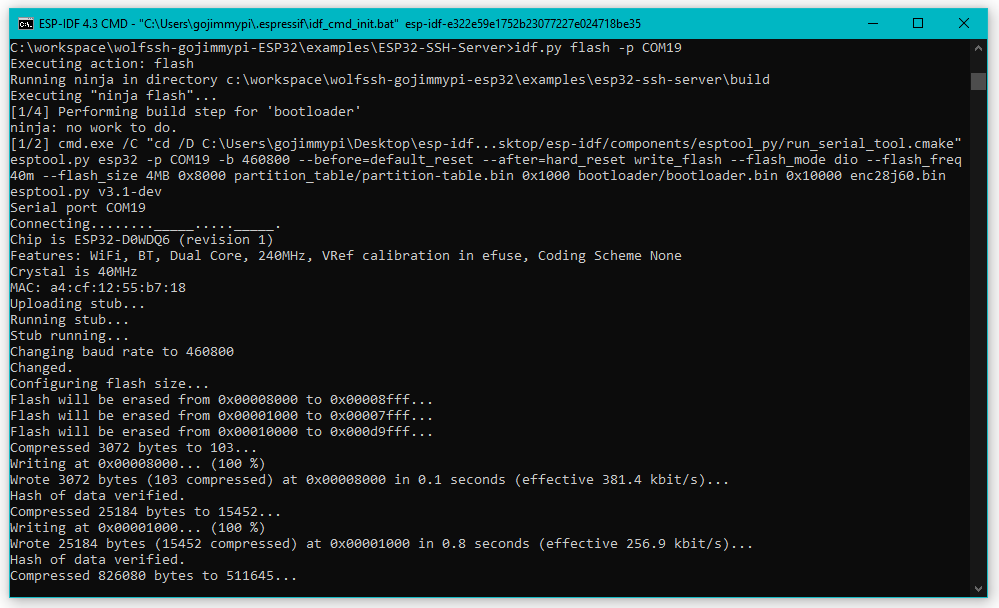 ESP-IDF 4.3 CMD - "C:\Users\gojimmypi\.espressif\idf_cmd_init.bat"  esp-idf-e322e59e1752b23077227e024718be35
C:\workspace\wolfssh-gojimmypi-ESP32\examples\ESP32-SSH-Server>idf.py flash -p COM19
Executing action: flash
Running ninja in directory c:\workspace\wolfssh-gojimmypi-esp32\examples\esp32-ssh-server\build
Executing "ninja flash"...
[1/4] Performing build step for 'bootloader'
ninja: no work to do.
[1/2] cmd.exe /C "cd /D C:\Users\gojimmypi\Desktop\esp-idf...sktop/esp-idf/components/esptool_py/run_serial_tool.cmake"
esptool.py esp32 -p COM19 -b 460800 --before=default_reset --after=hard_reset write_flash --flash_mode dio --flash_freq
40m --flash_size 4MB 0x8000 partition_table/partition-table.bin 0x1000 bootloader/bootloader.bin 0x10000 enc28j60.bin
esptool.py v3.1-dev
Serial port COM19
Connecting........_____....._____.
Chip is ESP32-D0WDQ6 (revision 1)
Features: WiFi, BT, Dual Core, 240MHz, VRef calibration in efuse, Coding Scheme None
Crystal is 40MHz
MAC: a4:cf:12:55:b7:18
Uploading stub...
Running stub...
Stub running...
Changing baud rate to 460800
Changed.
Configuring flash size...
Flash will be erased from 0x00008000 to 0x00008fff...
Flash will be erased from 0x00001000 to 0x00007fff...
Flash will be erased from 0x00010000 to 0x000d9fff...
Compressed 3072 bytes to 103...
Writing at 0x00008000... (100 %)
Wrote 3072 bytes (103 compressed) at 0x00008000 in 0.1 seconds (effective 381.4 kbit/s)...
Hash of data verified.
Compressed 25184 bytes to 15452...
Writing at 0x00001000... (100 %)
Wrote 25184 bytes (15452 compressed) at 0x00001000 in 0.8 seconds (effective 256.9 kbit/s)...
Hash of data verified.
Compressed 826080 bytes to 511645...